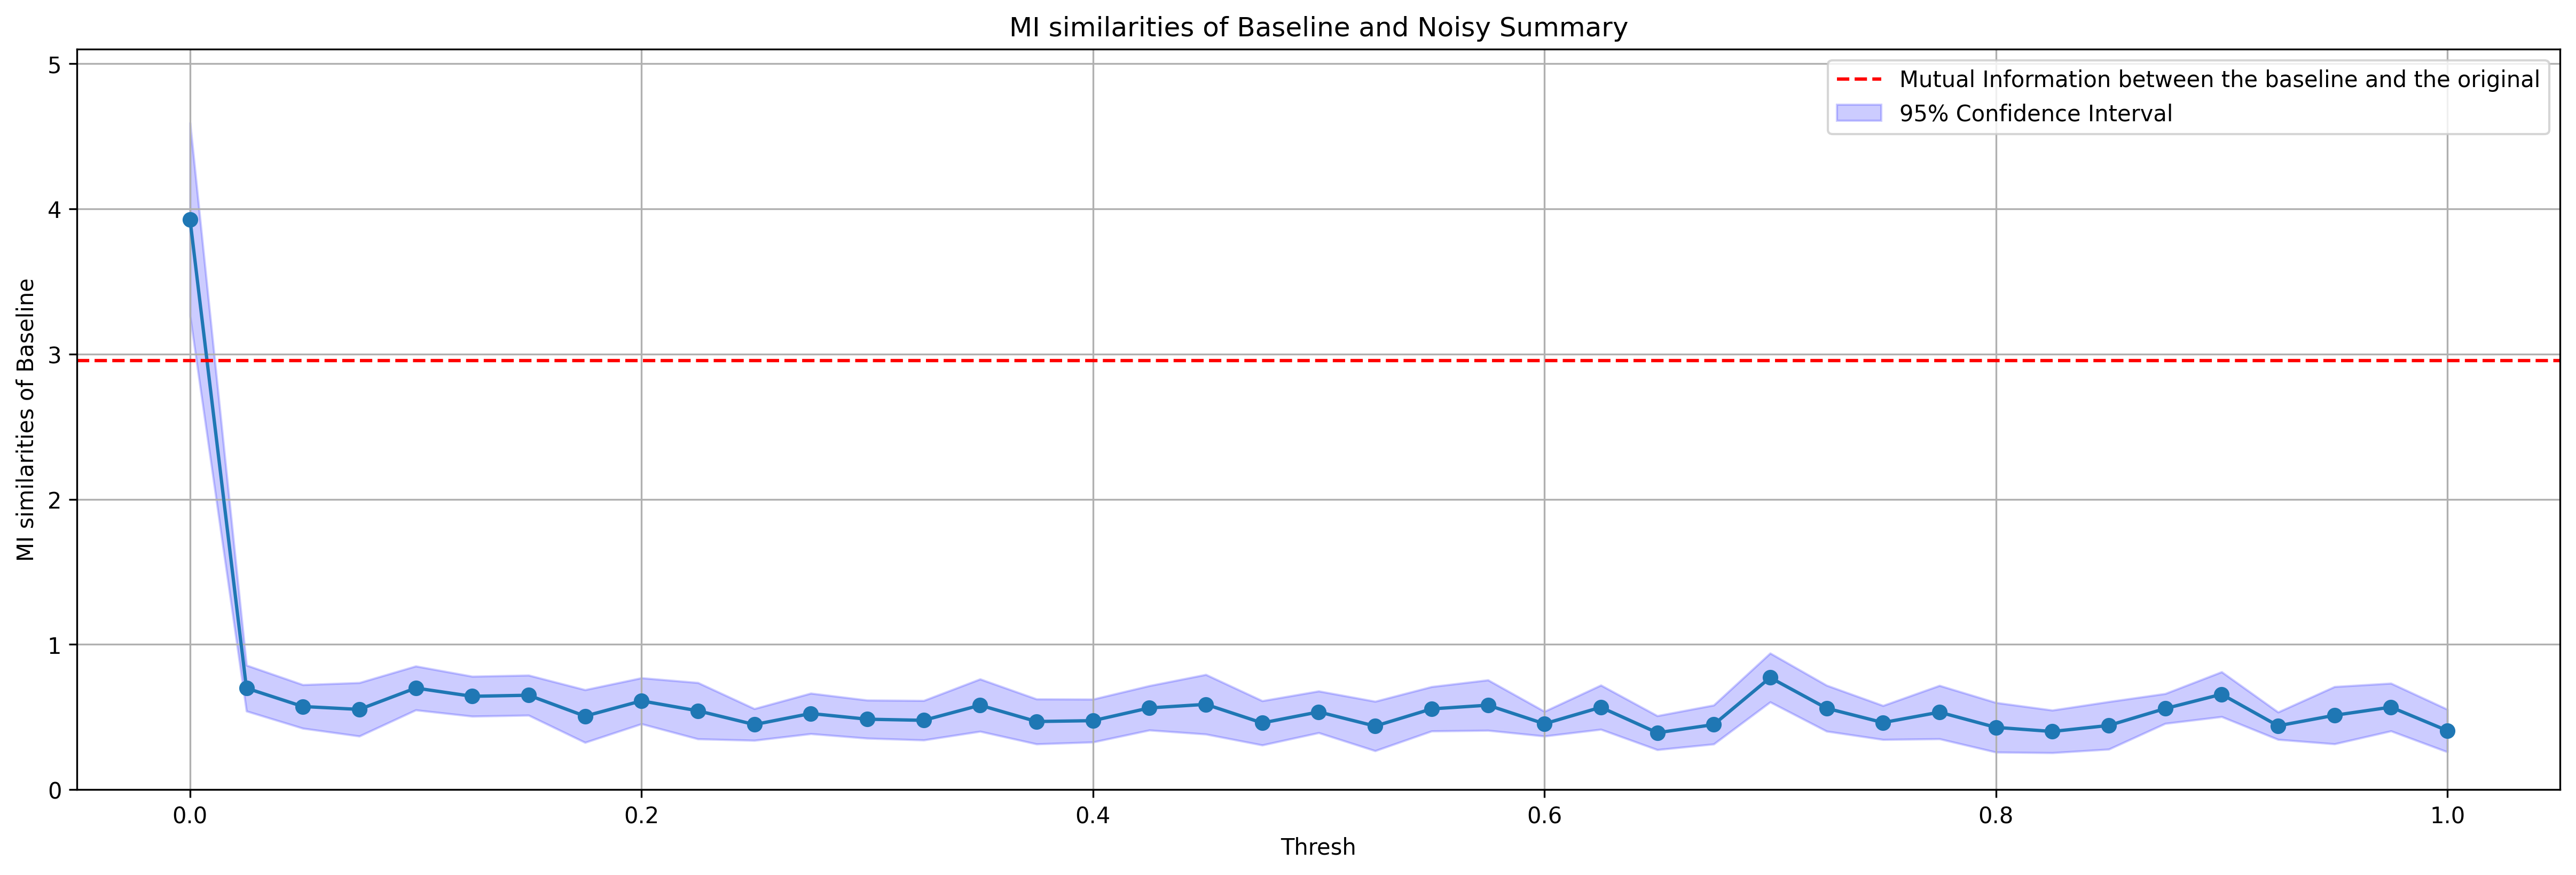 MI similarities of Baseline and Noisy Summary
Mutual Information between the baseline and the original
95% Confidence Interval
MI similarities of Baseline
5
4
3
2
1
0
0.0 0.2 0.4 0.6 0.8 1.0
Thresh